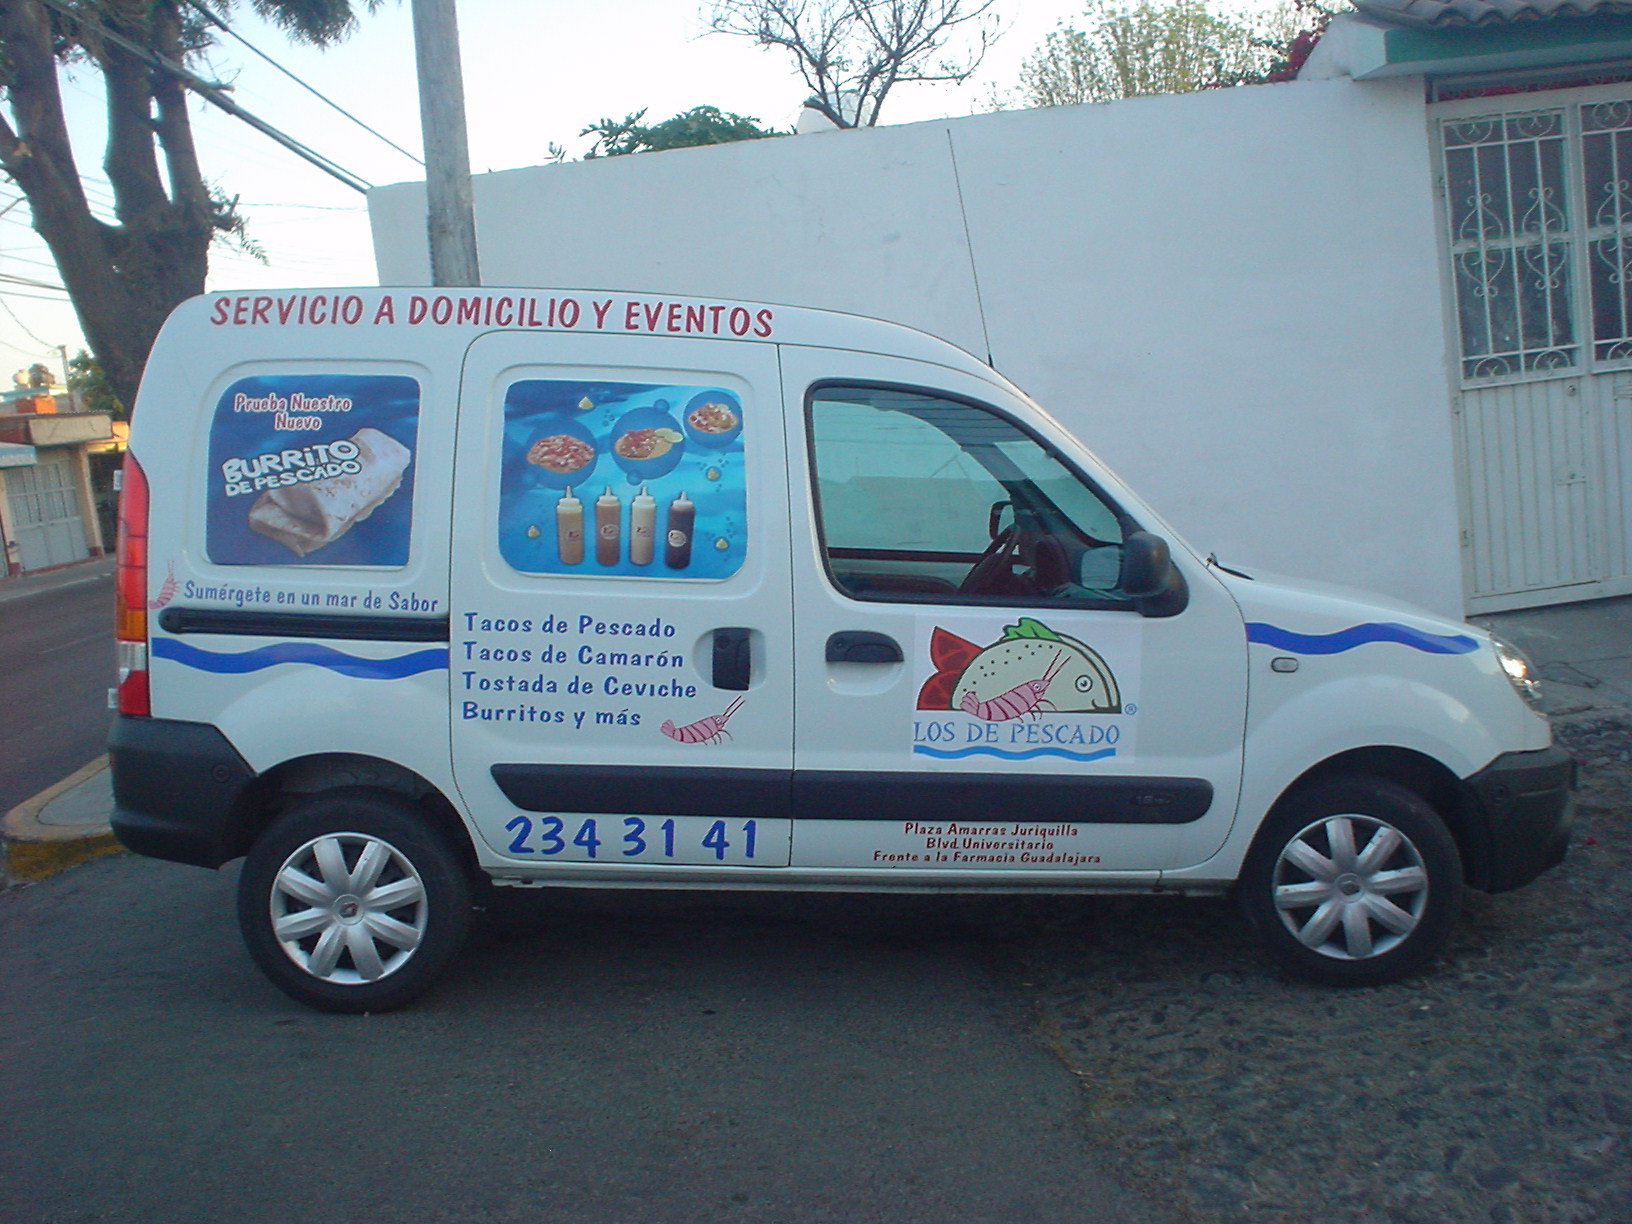 SERVICIO A DOMICILIO Y EVENTOS
Prueba Nuestro
Nuevo
BURRITO
DE PESCADO
Sumérgete en un mar de Sabor
Tacos de Pescado
Tacos de Camarón
Tostada de Ceviche
Burritos y más
234 31 41
LOS DE PESCADO
®
Plaza Amarras Juriquilla
Blvd. Universitario
Frente a la Farmacia Guadalajara